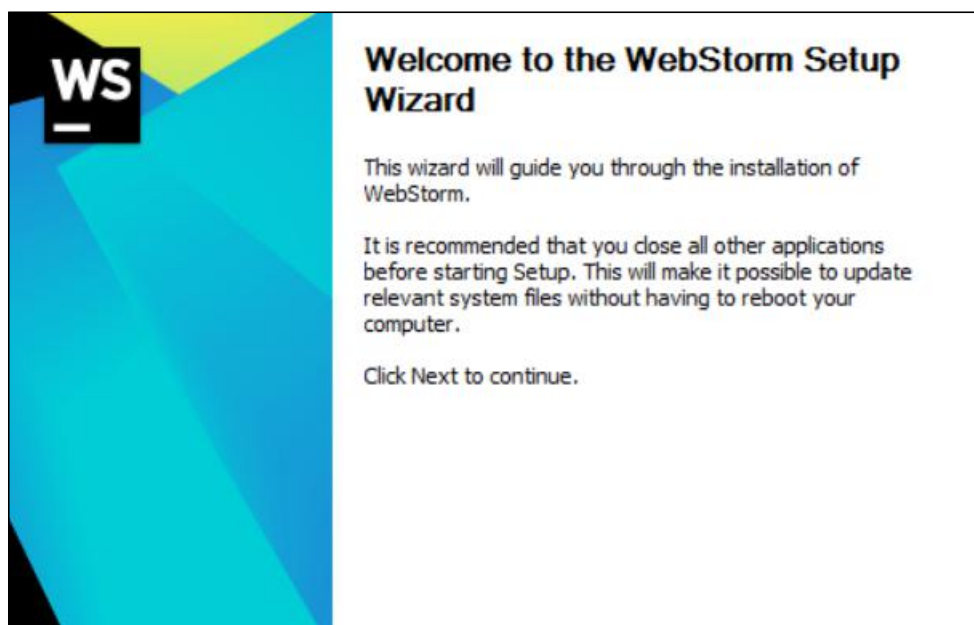 WS
Welcome to the WebStorm Setup
Wizard
This wizard will guide you through the installation of
WebStorm.
It is recommended that you close all other applications
before starting Setup. This will make it possible to update
relevant system files without having to reboot your
computer.
Click Next to continue.